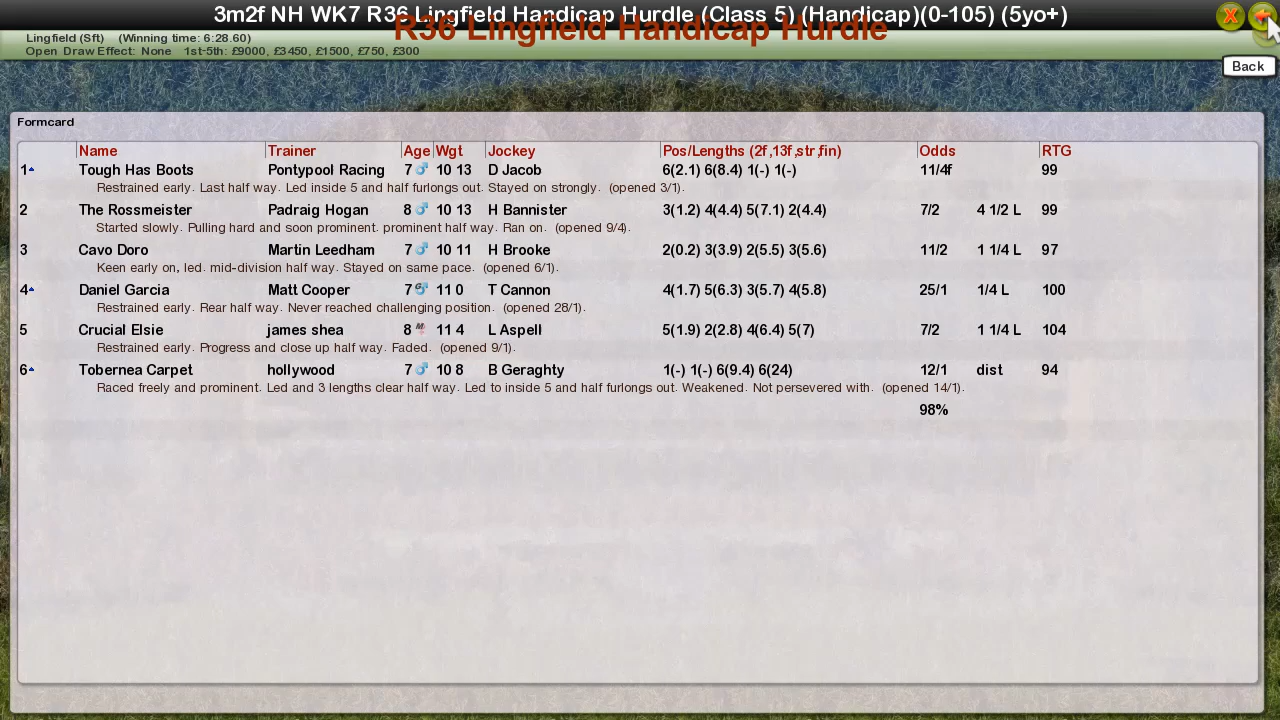 3m2f NH WK7 R36 Lingfield Handicap Hurdle (Class 5) (Handicap)(0-105) (5yo+)
R36 Lingfield Handicap Hurdle
X
Lingfield (Sft) (Winning time: 6:28.60)
Open Draw Effect: None 1st-5th: £9000, £3450, £1500, £750, £300
Back
Formcard
Name Trainer Age Wgt Jockey Pos/Lengths (2f,13f,str,fin) Odds RTG
1 Tough Has Boots Pontypool Racing 7 10 13 D Jacob 6(2.1) 6(8.4) 1(-) 1(-) 11/4f 99
Restrained early. Last half way. Led inside 5 and half furlongs out. Stayed on strongly. (opened 3/1).
2 The Rossmeister Padraig Hogan 8 10 13 H Bannister 3(1.2) 4(4.4) 5(7.1) 2(4.4) 7/2 4 1/2 L 99
Started slowly. Pulling hard and soon prominent. prominent half way. Ran on. (opened 9/4).
3 Cavo Doro Martin Leedham 7 10 11 H Brooke 2(0.2) 3(3.9) 2(5.5) 3(5.6) 11/2 1 1/4 L 97
Keen early on, led. mid-division half way. Stayed on same pace. (opened 6/1).
4 Daniel Garcia Matt Cooper 7 11 0 T Cannon 4(1.7) 5(6.3) 3(5.7) 4(5.8) 25/1 1/4 L 100
Restrained early. Rear half way. Never reached challenging position. (opened 28/1).
5 Crucial Elsie james shea 8 11 4 L Aspell 5(1.9) 2(2.8) 4(6.4) 5(7) 7/2 1 1/4 L 104
Restrained early. Progress and close up half way. Faded. (opened 9/1).
6 Tobernea Carpet hollywood 7 10 8 B Geraghty 1(-) 1(-) 6(9.4) 6(24) 12/1 dist 94
Raced freely and prominent. Led and 3 lengths clear half way. Led to inside 5 and half furlongs out. Weakened. Not persevered with. (opened 14/1).
98%